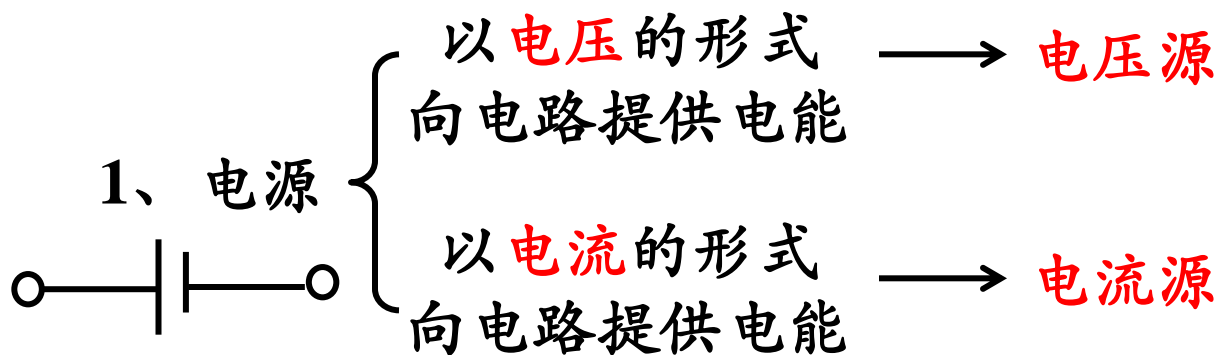 以电压的形式
向电路提供电能
电压源
1、 电源
以电流的形式
向电路提供电能
电流源